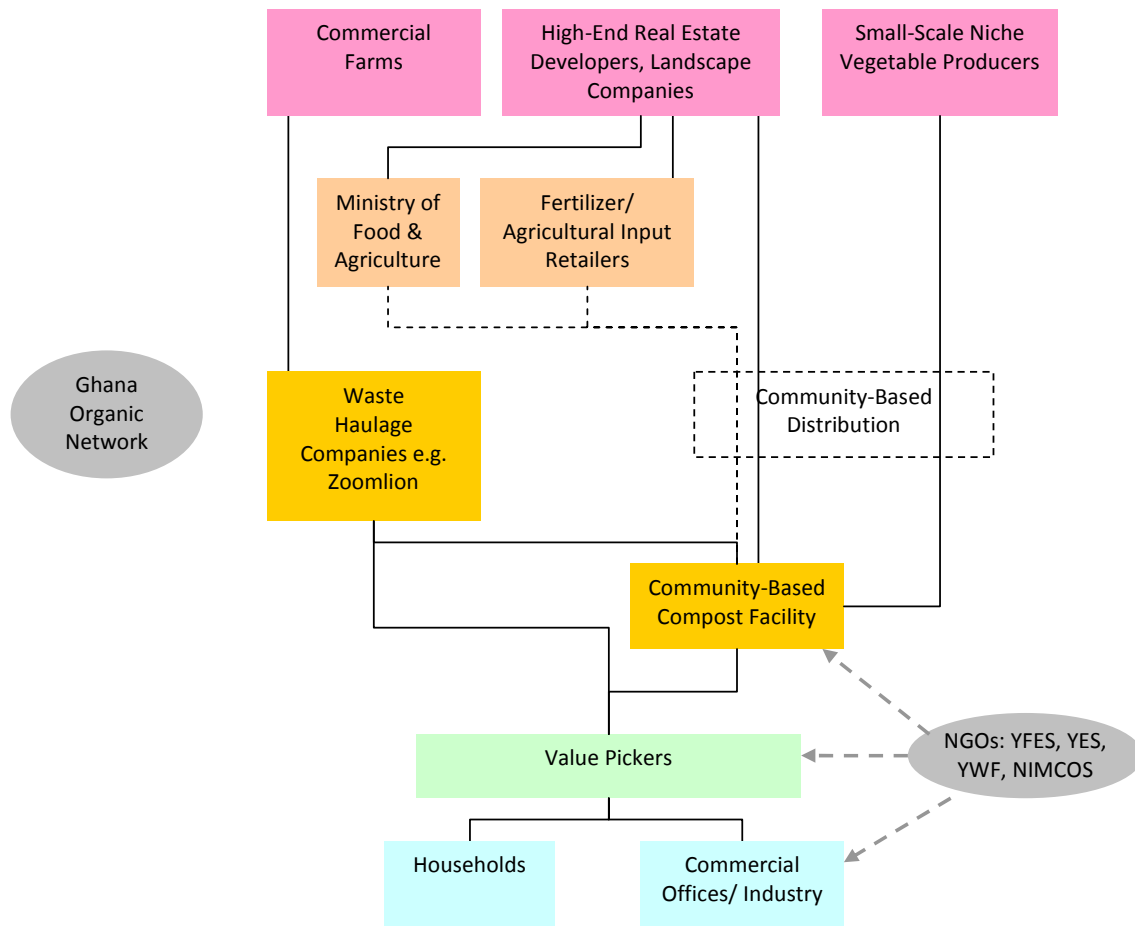 Commercial
Farms
High-End Real Estate
Developers, Landscape
Companies
Small-Scale Niche
Vegetable Producers
Ministry of
Food &
Agriculture
Fertilizer/
Agricultural Input
Retailers
Ghana
Organic
Network
Waste
Haulage
Companies e.g.
Zoomlion
Community-Based
Distribution
Community-Based
Compost Facility
Value Pickers
NGOs: YFES, YES,
YWF, NIMCOS
Households
Commercial
Offices/ Industry